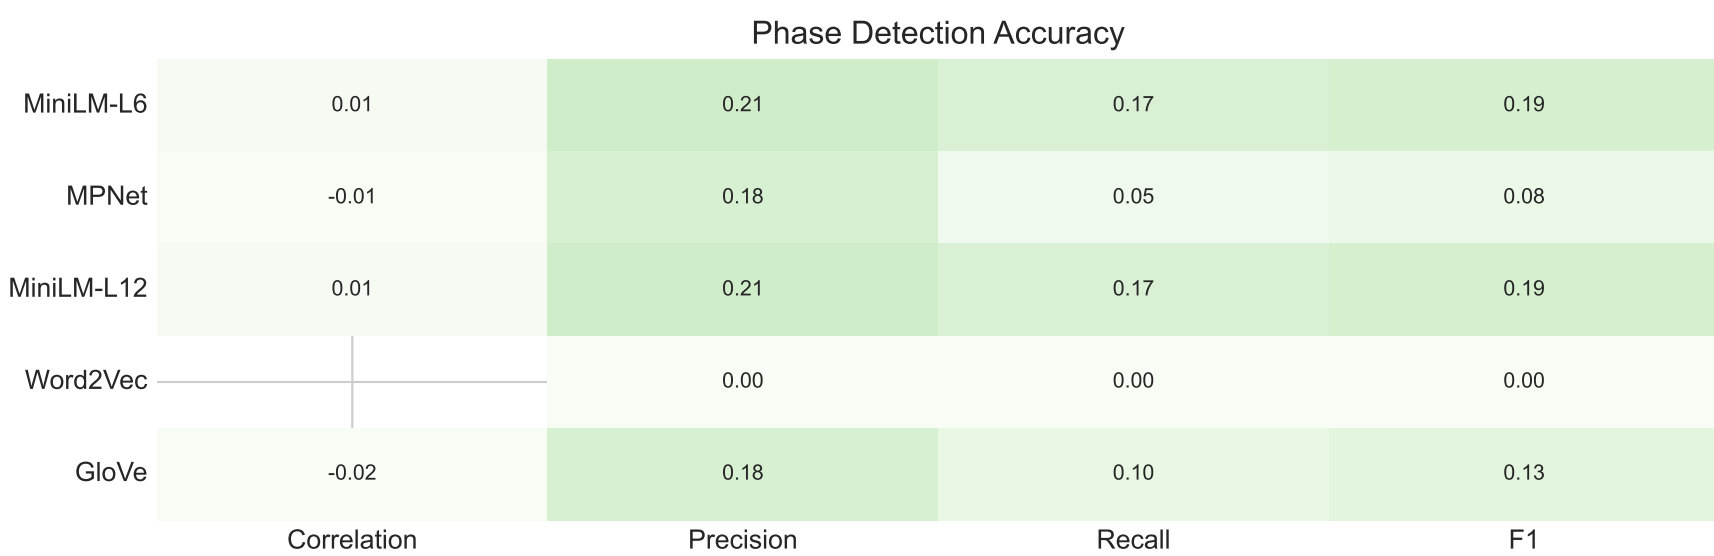 Phase Detection Accuracy
MiniLM-L6 0.01 0.21 0.17 0.19
MPNet -0.01 0.18 0.05 0.08
MiniLM-L12 0.01 0.21 0.17 0.19
Word2Vec 0.00 0.00 0.00
GloVe -0.02 0.18 0.10 0.13
Correlation Precision Recall F1